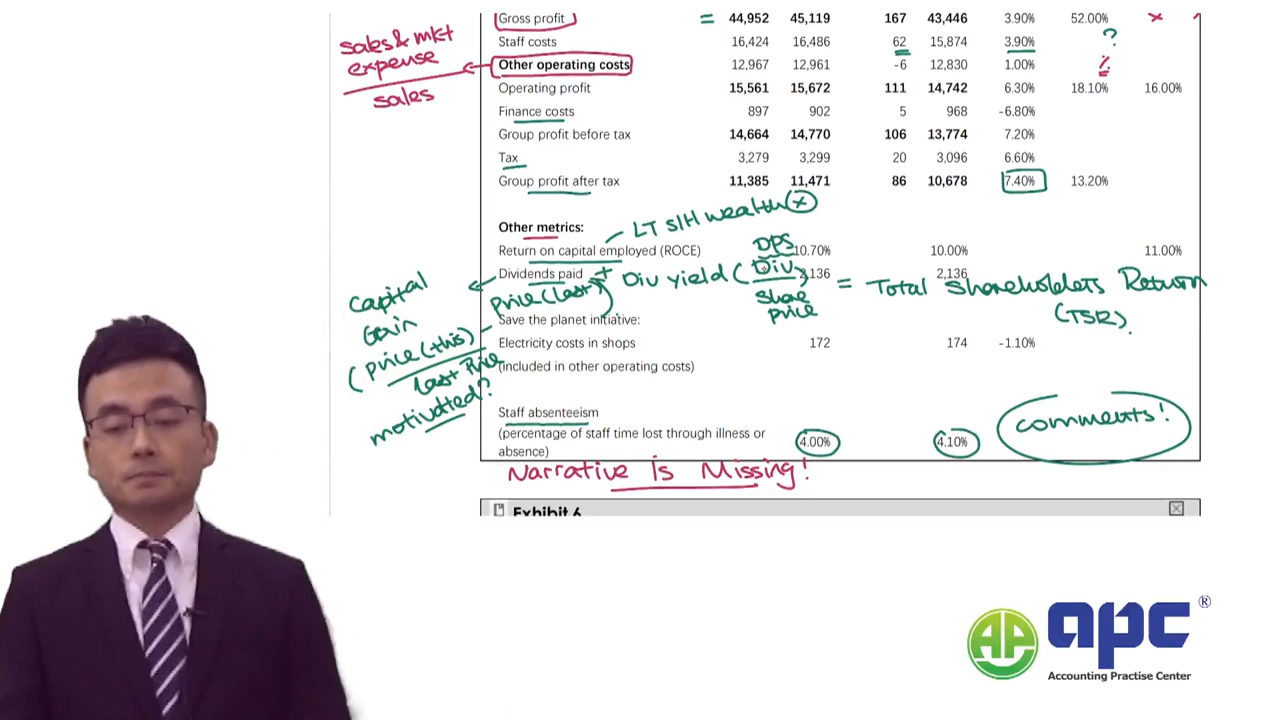 Gross profit = 44,952 45,119 167 43,446 3.90% 52.00% x
Staff costs 16,424 16,486 62 15,874 3.90% ?
Other operating costs 12,967 12,961 -6 12,830 1.00%
Operating profit 15,561 15,672 111 14,742 6.30% 18.10% 16.00%
Finance costs 897 902 5 968 -6.80%
Group profit before tax 14,664 14,770 106 13,774 7.20%
Tax 3,279 3,299 20 3,096 6.60%
Group profit after tax 11,385 11,471 86 10,678 7.40% 13.20%
sales & mkt
expense
sales
Other metrics:
LT S/H wealth x
Return on capital employed (ROCE) 10.70% 10.00% 11.00%
Dividends paid 2,136 2,136
+ Div yield ( DPS
Div
share
price
) = Total Shareholders Return
(TSR)
Capital
Gain
(Price(this) - Price(last))
last Price
Save the planet initiative:
Electricity costs in shops 172 174 -1.10%
(included in other operating costs)
motivated?
Staff absenteeism
(percentage of staff time lost through illness or 4.00% 4.10%
absence)
comments!
Narrative is Missing!
Exhibit 6
AP
apc®
Accounting Practise Center